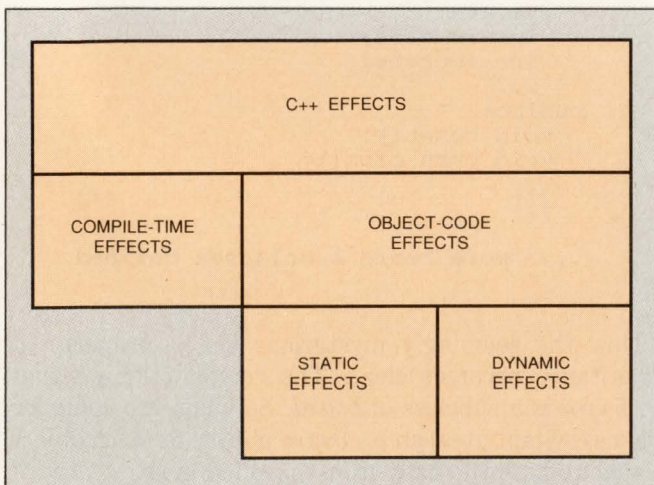 C++ EFFECTS
COMPILE-TIME
EFFECTS
OBJECT-CODE
EFFECTS
STATIC
EFFECTS
DYNAMIC
EFFECTS